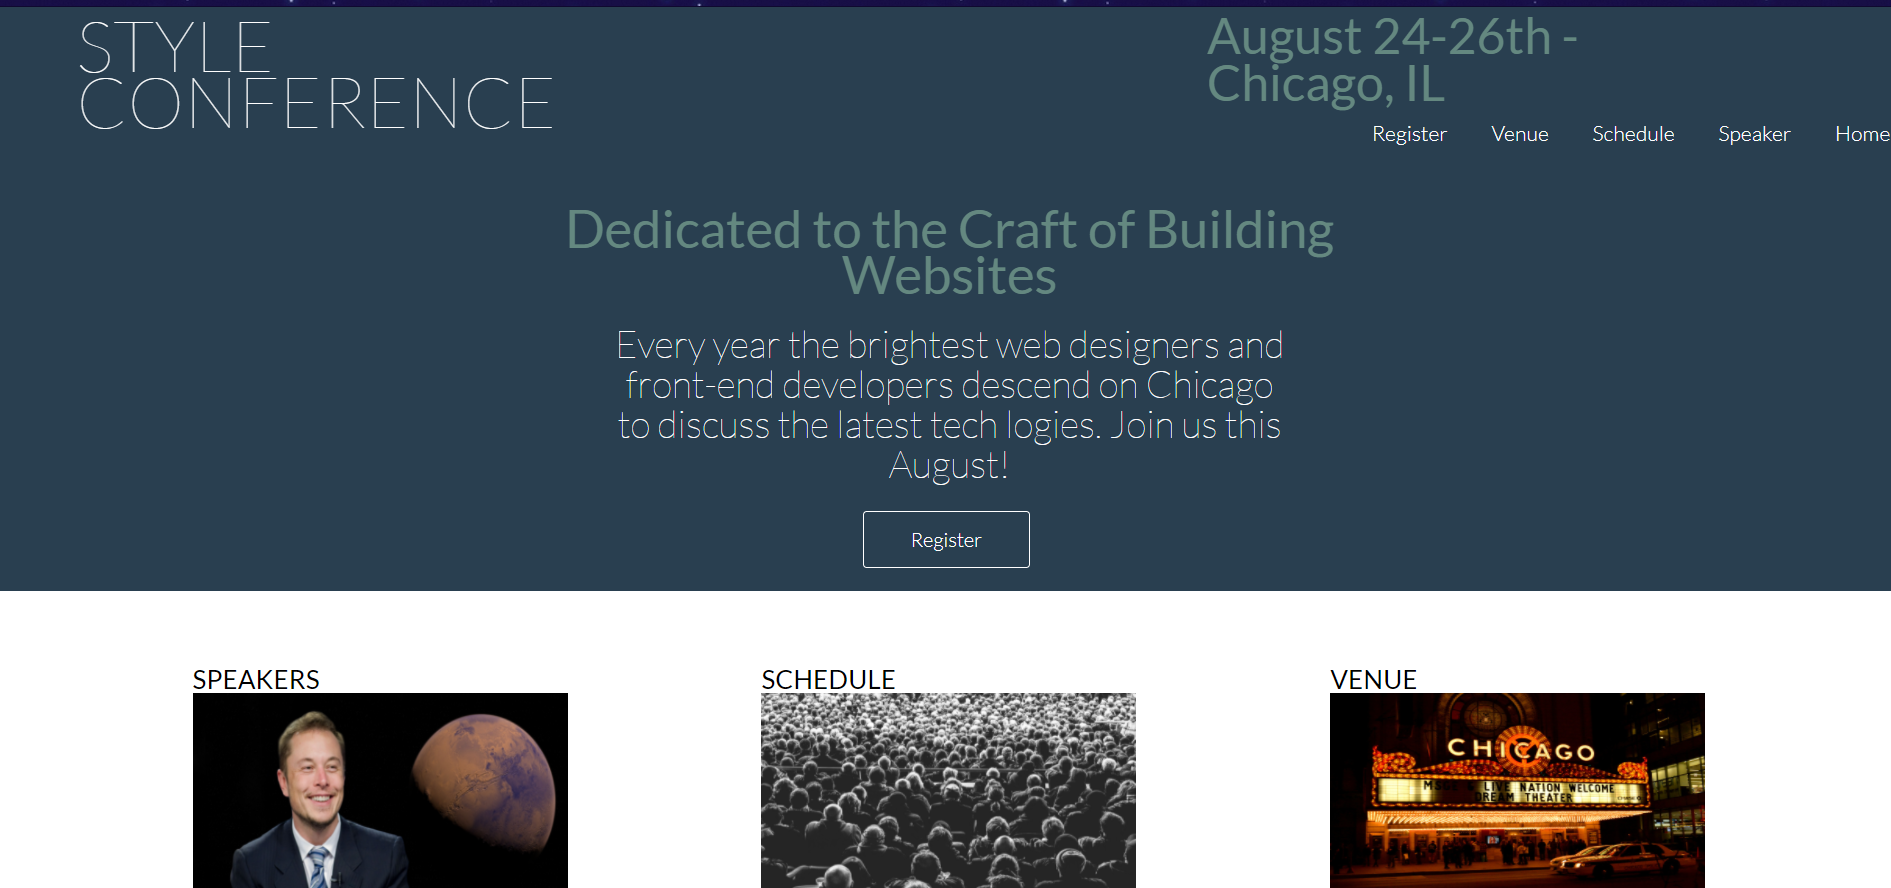 STYLE
CONFERENCE
August 24-26th -
Chicago, IL
Register Venue Schedule Speaker Home
Dedicated to the Craft of Building
Websites
Every year the brightest web designers and
front-end developers descend on Chicago
to discuss the latest tech logies. Join us this
August!
Register
SPEAKERS
SCHEDULE
VENUE
CHICAGO
LIVE NATION WELCOME
DREAM THEATER